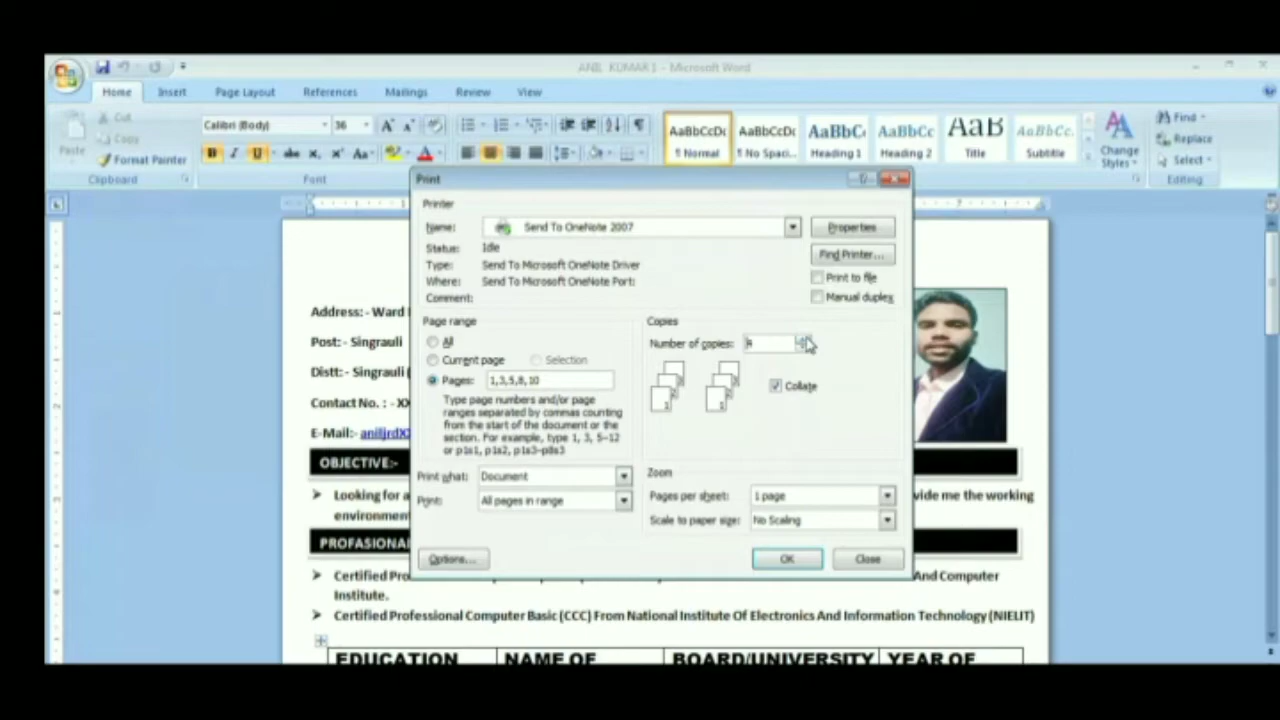 ANIL KUMAR1 - Microsoft Word
Home Insert Page Layout References Mailings Review View
Cut
Copy
Paste
Format Painter
Clipboard
Calibri (Body) 36
B I U abc X₂ X² Aa
Font
AaBbCcDc AaBbCcDc AaBbC AaBbCc AaB AaBbCc.
¶ Normal ¶ No Spaci... Heading 1 Heading 2 Title Subtitle
Change Styles
Find
Replace
Select
Editing
Print
Printer
Name: Send To OneNote 2007 Properties
Status: Idle Find Printer...
Type: Send To Microsoft OneNote Driver
Where: Send To Microsoft OneNote Port:
Comment:
Print to file
Manual duplex
Page range
All
Current page Selection
Pages: 1,3,5,8,10
Type page numbers and/or page
ranges separated by commas counting
from the start of the document or the
section. For example, type 1, 3, 5–12
or p1s1, p1s2, p1s3–p8s3
Copies
Number of copies:
Collate
Print what: Document
Print: All pages in range
Zoom
Pages per sheet: 1 page
Scale to paper size: No Scaling
Options... OK Close
Address: - Ward
Post: - Singrauli
Distt: - Singrauli (
Contact No. : - XX
E-Mail:- aniljrdX
OBJECTIVE:-
Looking for a vide me the working
environment
PROFASIONAL
Certified Pro And Computer
Institute.
Certified Professional Computer Basic (CCC) From National Institute Of Electronics And Information Technology (NIELIT)
EDUCATION NAME OF BOARD/UNIVERSITY YEAR OF